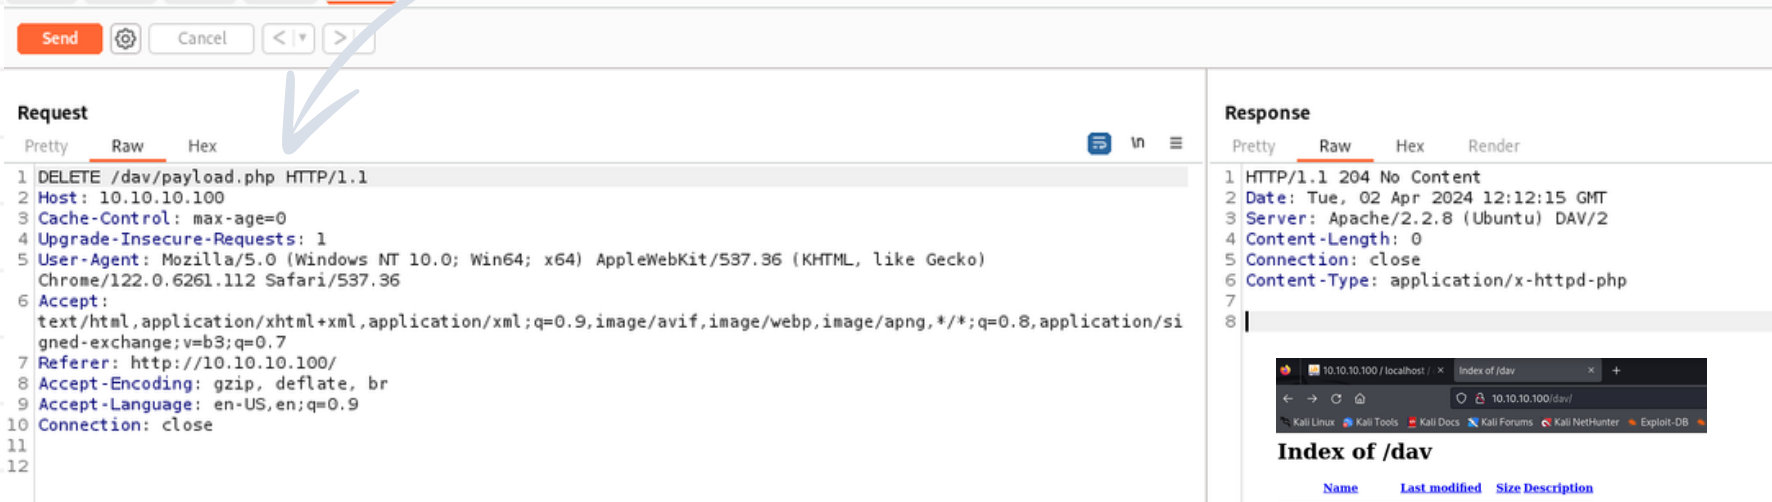 Send
Cancel
Request
Pretty
Raw
Hex
\n
1 DELETE /dav/payload.php HTTP/1.1
2 Host: 10.10.10.100
3 Cache-Control: max-age=0
4 Upgrade-Insecure-Requests: 1
5 User-Agent: Mozilla/5.0 (Windows NT 10.0; Win64; x64) AppleWebKit/537.36 (KHTML, like Gecko)
Chrome/122.0.6261.112 Safari/537.36
6 Accept:
text/html,application/xhtml+xml,application/xml;q=0.9,image/avif,image/webp,image/apng,*/*;q=0.8,application/si
gned-exchange;v=b3;q=0.7
7 Referer: http://10.10.10.100/
8 Accept-Encoding: gzip, deflate, br
9 Accept-Language: en-US,en;q=0.9
10 Connection: close
11
12
Response
Pretty
Raw
Hex
Render
1 HTTP/1.1 204 No Content
2 Date: Tue, 02 Apr 2024 12:12:15 GMT
3 Server: Apache/2.2.8 (Ubuntu) DAV/2
4 Content-Length: 0
5 Connection: close
6 Content-Type: application/x-httpd-php
7
8
10.10.10.100 / localhost /
Index of /dav
10.10.10.100/dav/
Kali Linux
Kali Tools
Kali Docs
Kali Forums
Kali NetHunter
Exploit-DB
Index of /dav
Name
Last modified
Size
Description